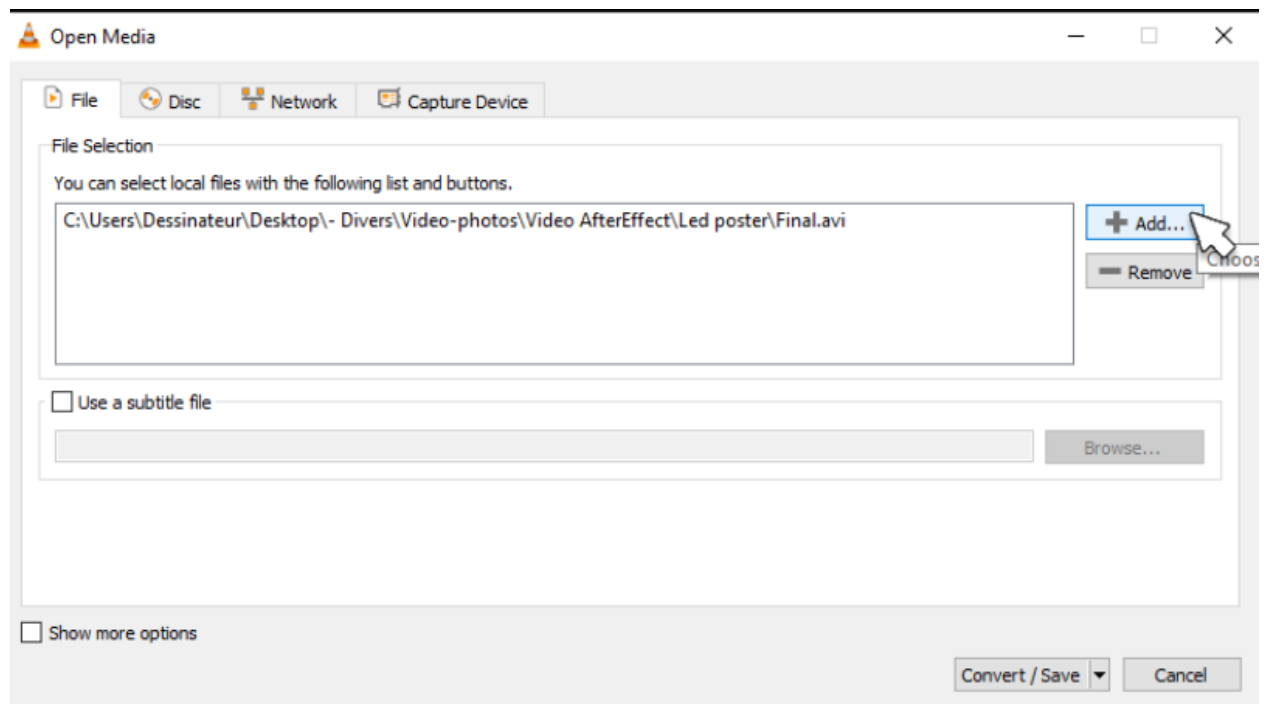 Open Media
File Disc Network Capture Device
File Selection
You can select local files with the following list and buttons.
C:\Users\Dessinateur\Desktop\- Divers\Video-photos\Video AfterEffect\Led poster\Final.avi
Add...
Remove
Use a subtitle file
Browse...
Show more options
Convert / Save Cancel